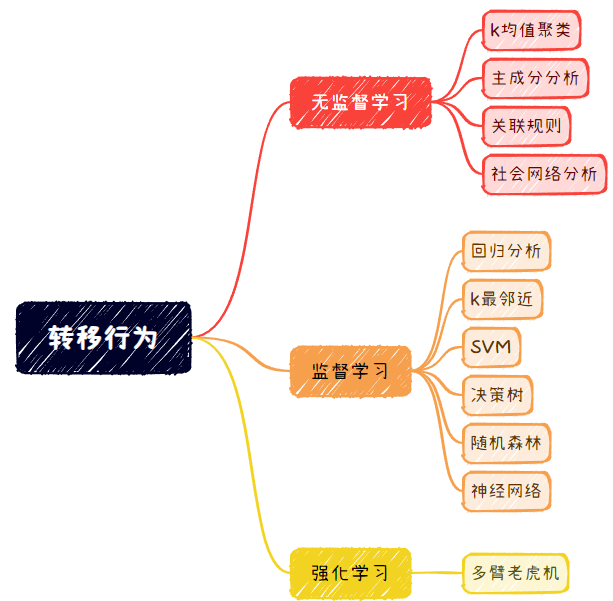 转移行为
无监督学习
k均值聚类
主成分分析
关联规则
社会网络分析
监督学习
回归分析
k最邻近
SVM
决策树
随机森林
神经网络
强化学习
多臂老虎机